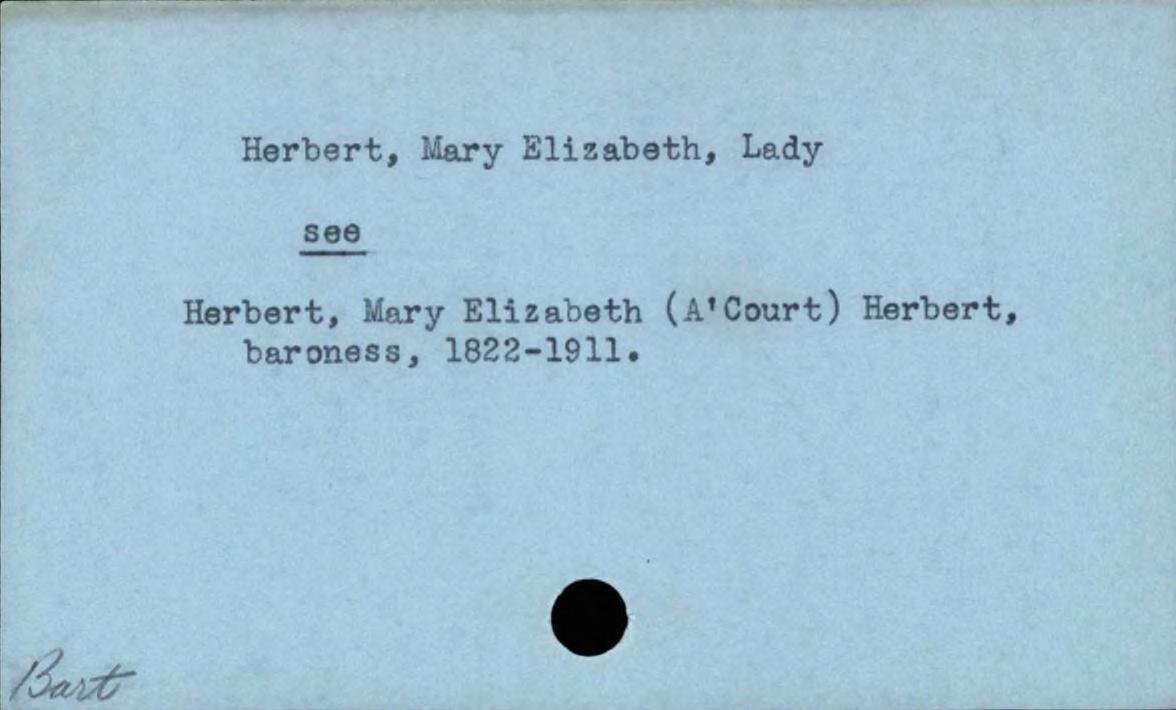 Herbert, Mary Elizabeth, Lady
see
Herbert, Mary Elizabeth (A'Court) Herbert,
baroness, 1822-1911.
Bart